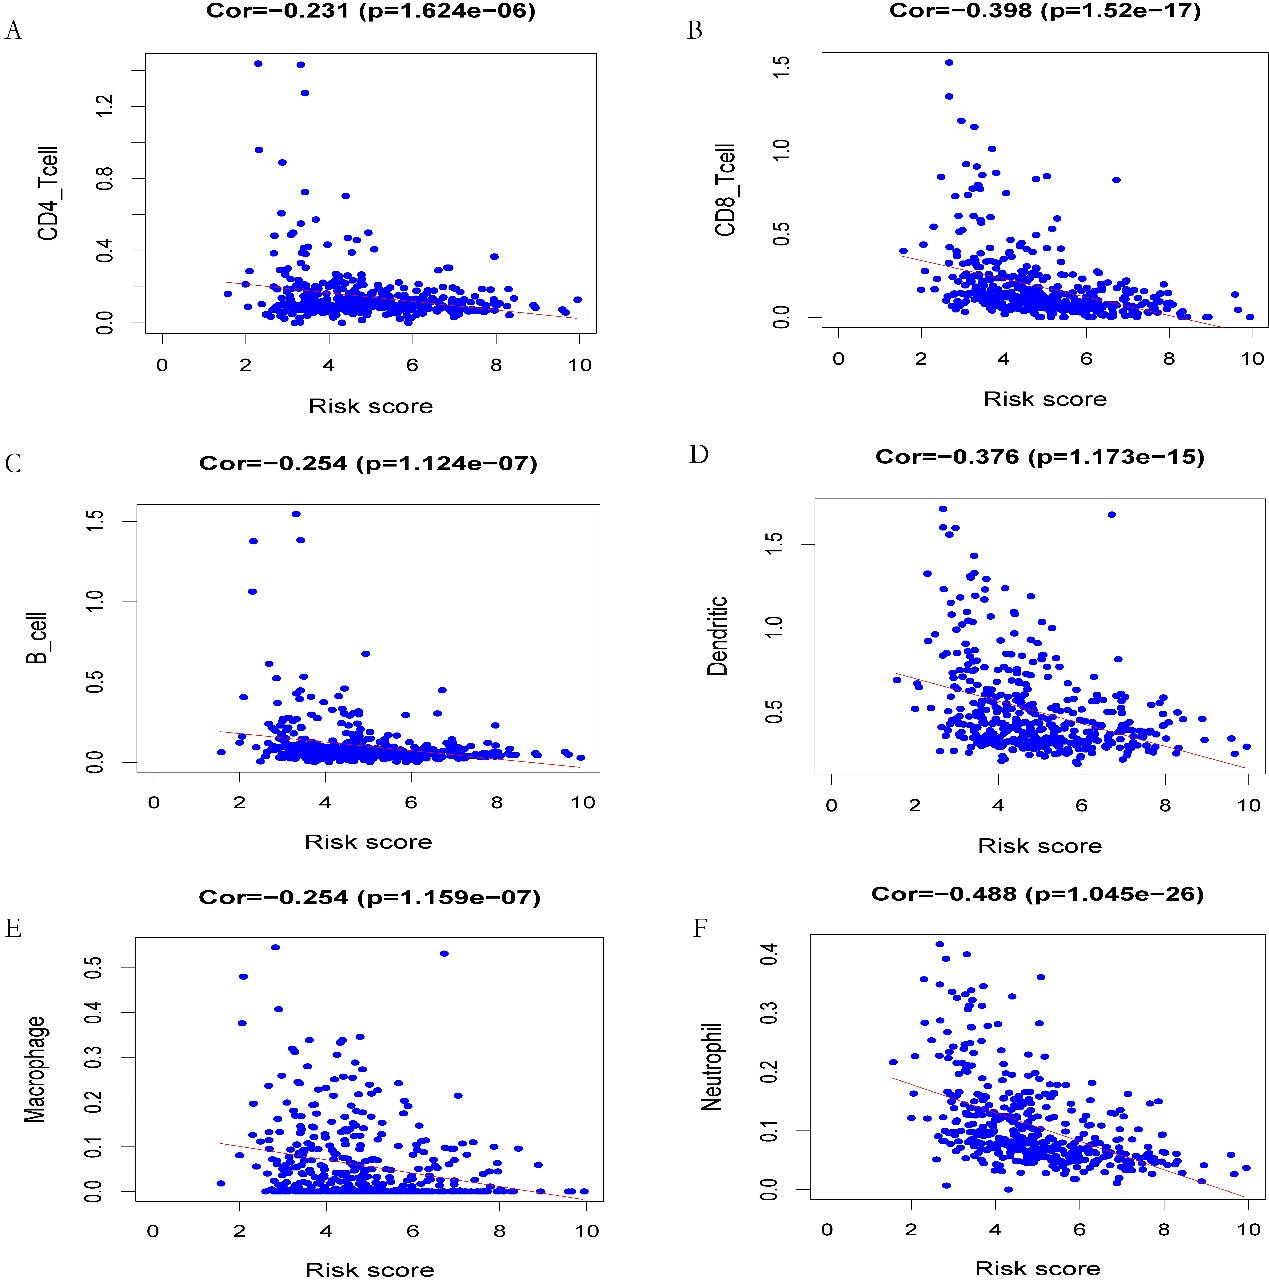 A
Cor=−0.231 (p=1.624e−06)
CD4_Tcell
0.0 0.4 0.8 1.2
0 2 4 6 8 10
Risk score
B
Cor=−0.398 (p=1.52e−17)
CD8_Tcell
0.0 0.5 1.0 1.5
0 2 4 6 8 10
Risk score
C
Cor=−0.254 (p=1.124e−07)
B_cell
0.0 0.5 1.0 1.5
0 2 4 6 8 10
Risk score
D
Cor=−0.376 (p=1.173e−15)
Dendritic
0.5 1.0 1.5
0 2 4 6 8 10
Risk score
E
Cor=−0.254 (p=1.159e−07)
Macrophage
0.0 0.1 0.2 0.3 0.4 0.5
0 2 4 6 8 10
Risk score
F
Cor=−0.488 (p=1.045e−26)
Neutrophil
0.0 0.1 0.2 0.3 0.4
0 2 4 6 8 10
Risk score